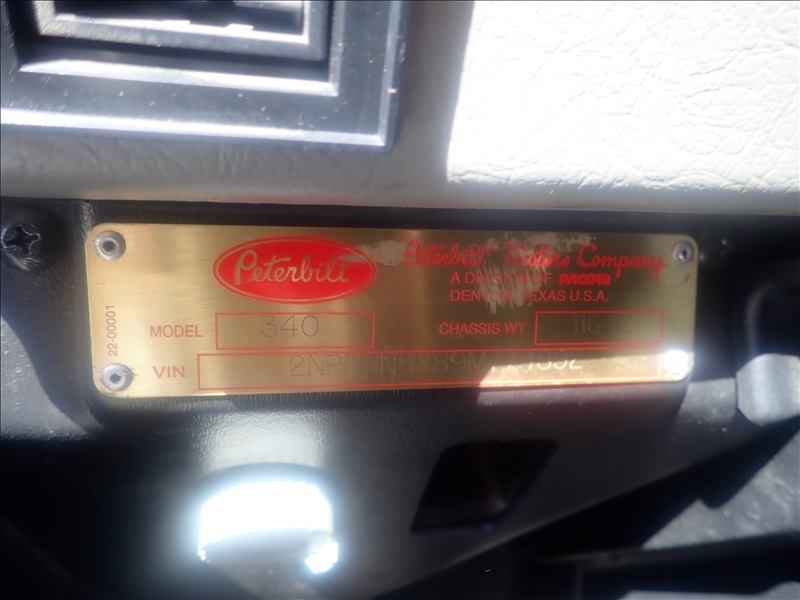 Peterbilt
Peterbilt Motors Company
A DIVISION OF PACCAR
DENTON, TEXAS U.S.A.
22-00001
MODEL 340
CHASSIS WT
VIN